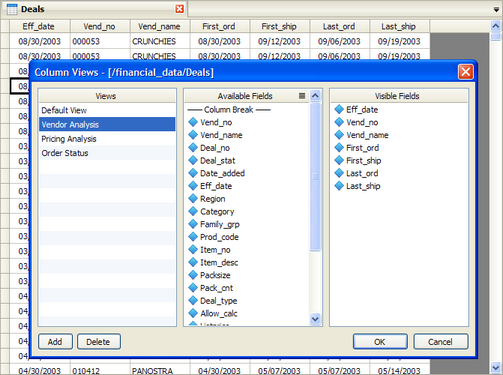 Deals
Eff_date Vend_no Vend_name First_ord First_ship Last_ord Last_ship
08/30/2003 000053 CRUNCHIES 08/30/2003 09/12/2003 09/06/2003 09/19/2003
08/30/2003 000053 CRUNCHIES 08/30/2003 09/12/2003 09/06/2003 09/19/2003
Column Views - [/financial_data/Deals]
Views
Default View
Vendor Analysis
Pricing Analysis
Order Status
Available Fields
Column Break
Vend_no
Vend_name
Deal_no
Deal_stat
Date_added
Eff_date
Region
Category
Family_grp
Prod_code
Item_no
Item_desc
Packsize
Pack_cnt
Deal_type
Allow_calc
Visible Fields
Eff_date
Vend_no
Vend_name
First_ord
First_ship
Last_ord
Last_ship
Add Delete OK Cancel
04/30/2003 010412 PANOSTRA 04/30/2003 05/07/2003 05/07/2003 05/14/2003